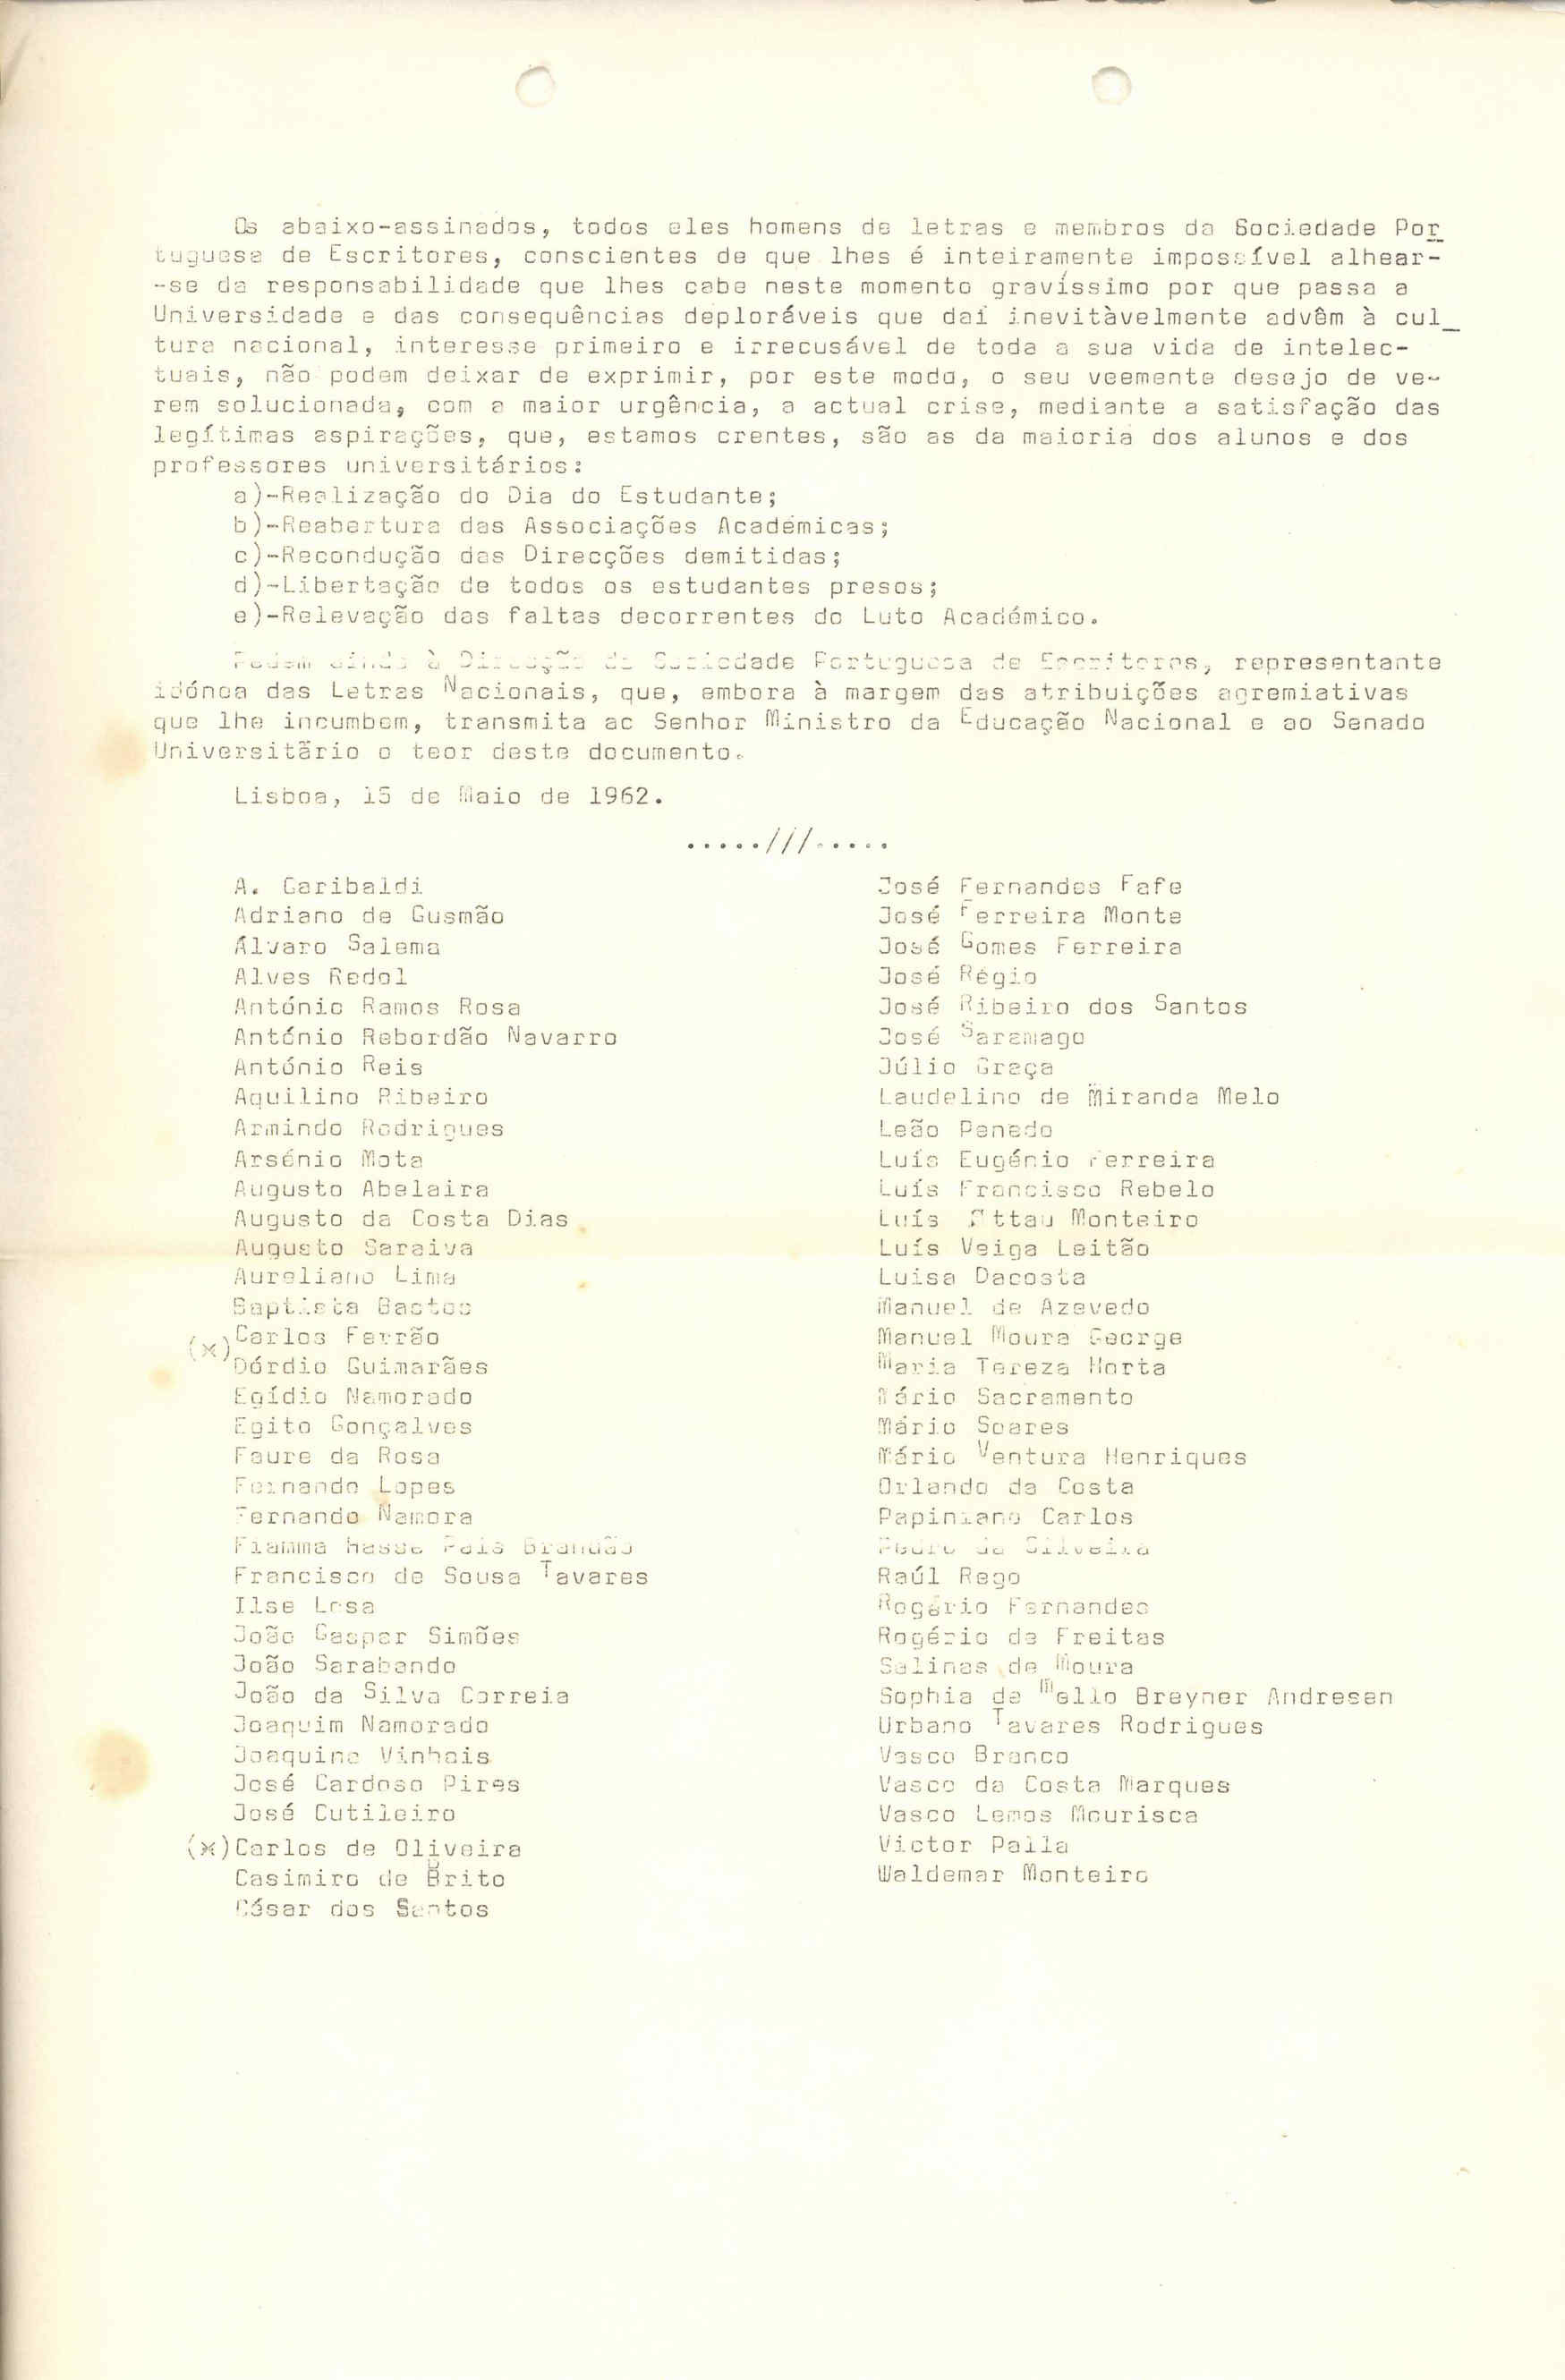 Os abaixo-assinados, todos eles homens de letras e membros da Sociedade Por
tuguesa de Escritores, conscientes de que lhes é inteiramente impossível alhear-
-se da responsabilidade que lhes cabe neste momento gravíssimo por que passa a
Universidade e das consequências deploráveis que daí inevitàvelmente advêm à cul_
tura nacional, interesse primeiro e irrecusável de toda a sua vida de intelec-
tuais, não podem deixar de exprimir, por este modo, o seu veemente desejo de ve-
rem solucionada, com a maior urgência, a actual crise, mediante a satisfação das
legítimas aspirações, que, estamos crentes, são as da maioria dos alunos e dos
professores universitários:
a)-Realização do Dia do Estudante;
b)-Reabertura das Associações Académicas;
c)-Recondução das Direcções demitidas;
d)-Libertação de todos os estudantes presos;
e)-Relevação das faltas decorrentes do Luto Académico.
Pedem ainda à Direcção da Sociedade Portuguesa de Escritores, representante
idónea das Letras Nacionais, que, embora à margem das atribuições agremiativas
que lhe incumbem, transmita ao Senhor Ministro da Educação Nacional e ao Senado
Universitário o teor deste documento.
Lisboa, 15 de Maio de 1962.
.....///.....
A. Garibaldi
Adriano de Gusmão
Álvaro Salema
Alves Redol
António Ramos Rosa
António Rebordão Navarro
António Reis
Aquilino Ribeiro
Armindo Rodrigues
Arsénio Mota
Augusto Abelaira
Augusto da Costa Dias
Augusto Saraiva
Aureliano Lima
Baptista Bastos
Carlos Ferrão
(x)
Dórdio Guimarães
Egídio Namorado
Egito Gonçalves
Faure da Rosa
Fernando Lopes
Fernando Namora
Fiamma Hasse Pais Brandão
Francisco de Sousa Tavares
Ilse Losa
João Gaspar Simões
João Sarabando
João da Silva Correia
Joaquim Namorado
Joaquina Vinhais
José Cardoso Pires
José Cutileiro
(x)Carlos de Oliveira
Casimiro de Brito
César dos Santos
José Fernandes Fafe
José Ferreira Monte
José Gomes Ferreira
José Régio
José Ribeiro dos Santos
José Saramago
Júlio Graça
Laudelino de Miranda Melo
Leão Penedo
Luís Eugénio Ferreira
Luís Francisco Rebelo
Luís Sttau Monteiro
Luís Veiga Leitão
Luisa Dacosta
Manuel de Azevedo
Manuel Moura George
Maria Tereza Horta
Mário Sacramento
Mário Soares
Mário Ventura Henriques
Orlando da Costa
Papiniano Carlos
da Silveira
Raúl Rego
Rogério Fernandes
Rogério de Freitas
Salinas de Moura
Sophia de Mello Breyner Andresen
Urbano Tavares Rodrigues
Vasco Branco
Vasco da Costa Marques
Vasco Lemos Mourisca
Victor Palla
Waldemar Monteiro